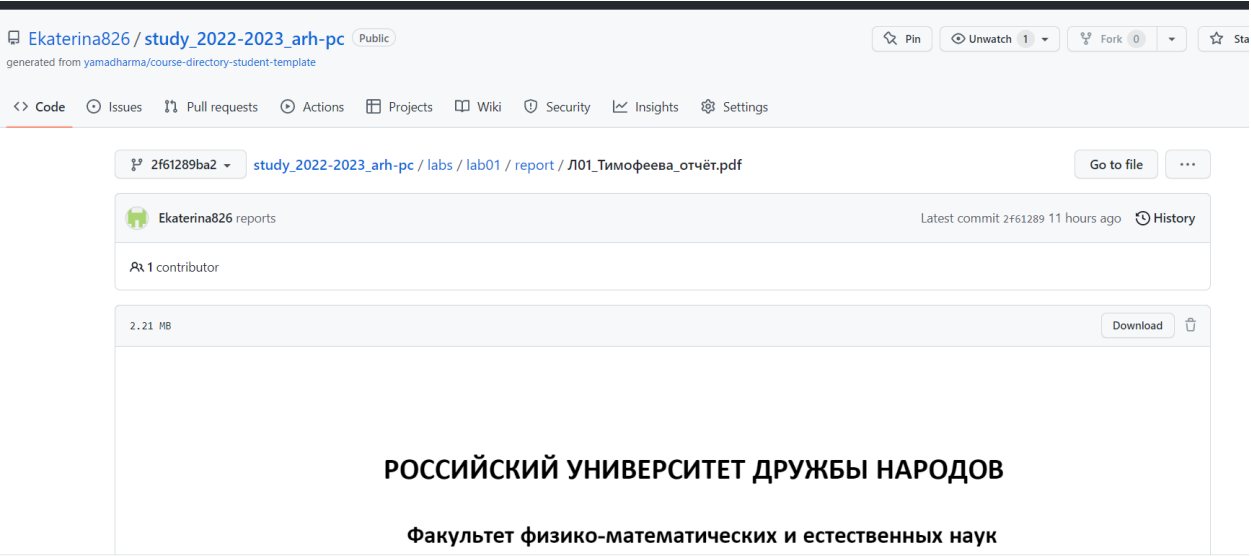 Ekaterina826 / study_2022-2023_arh-pc Public Pin Unwatch 1 Fork 0 Sta
generated from yamadharma/course-directory-student-template
<> Code Issues Pull requests Actions Projects Wiki Security Insights Settings
2f61289ba2 study_2022-2023_arh-pc / labs / lab01 / report / Л01_Тимофеева_отчёт.pdf Go to file ...
Ekaterina826 reports Latest commit 2f61289 11 hours ago History
1 contributor
2.21 MB Download
РОССИЙСКИЙ УНИВЕРСИТЕТ ДРУЖБЫ НАРОДОВ
Факультет физико-математических и естественных наук